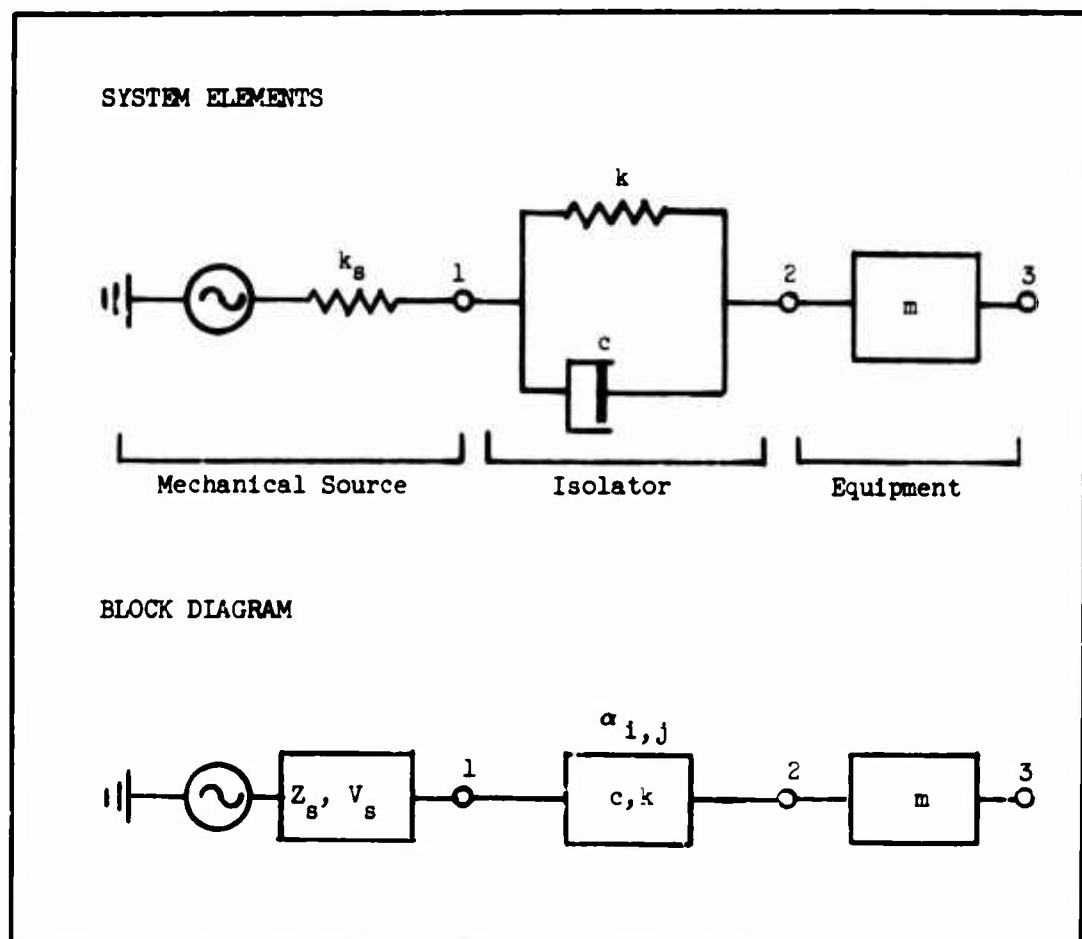 SYSTEM ELEMENTS
k
k_s
1
2
3
m
c
Mechanical Source
Isolator
Equipment
BLOCK DIAGRAM
α_i,j
1
2
3
Z_s, V_s
c,k
m